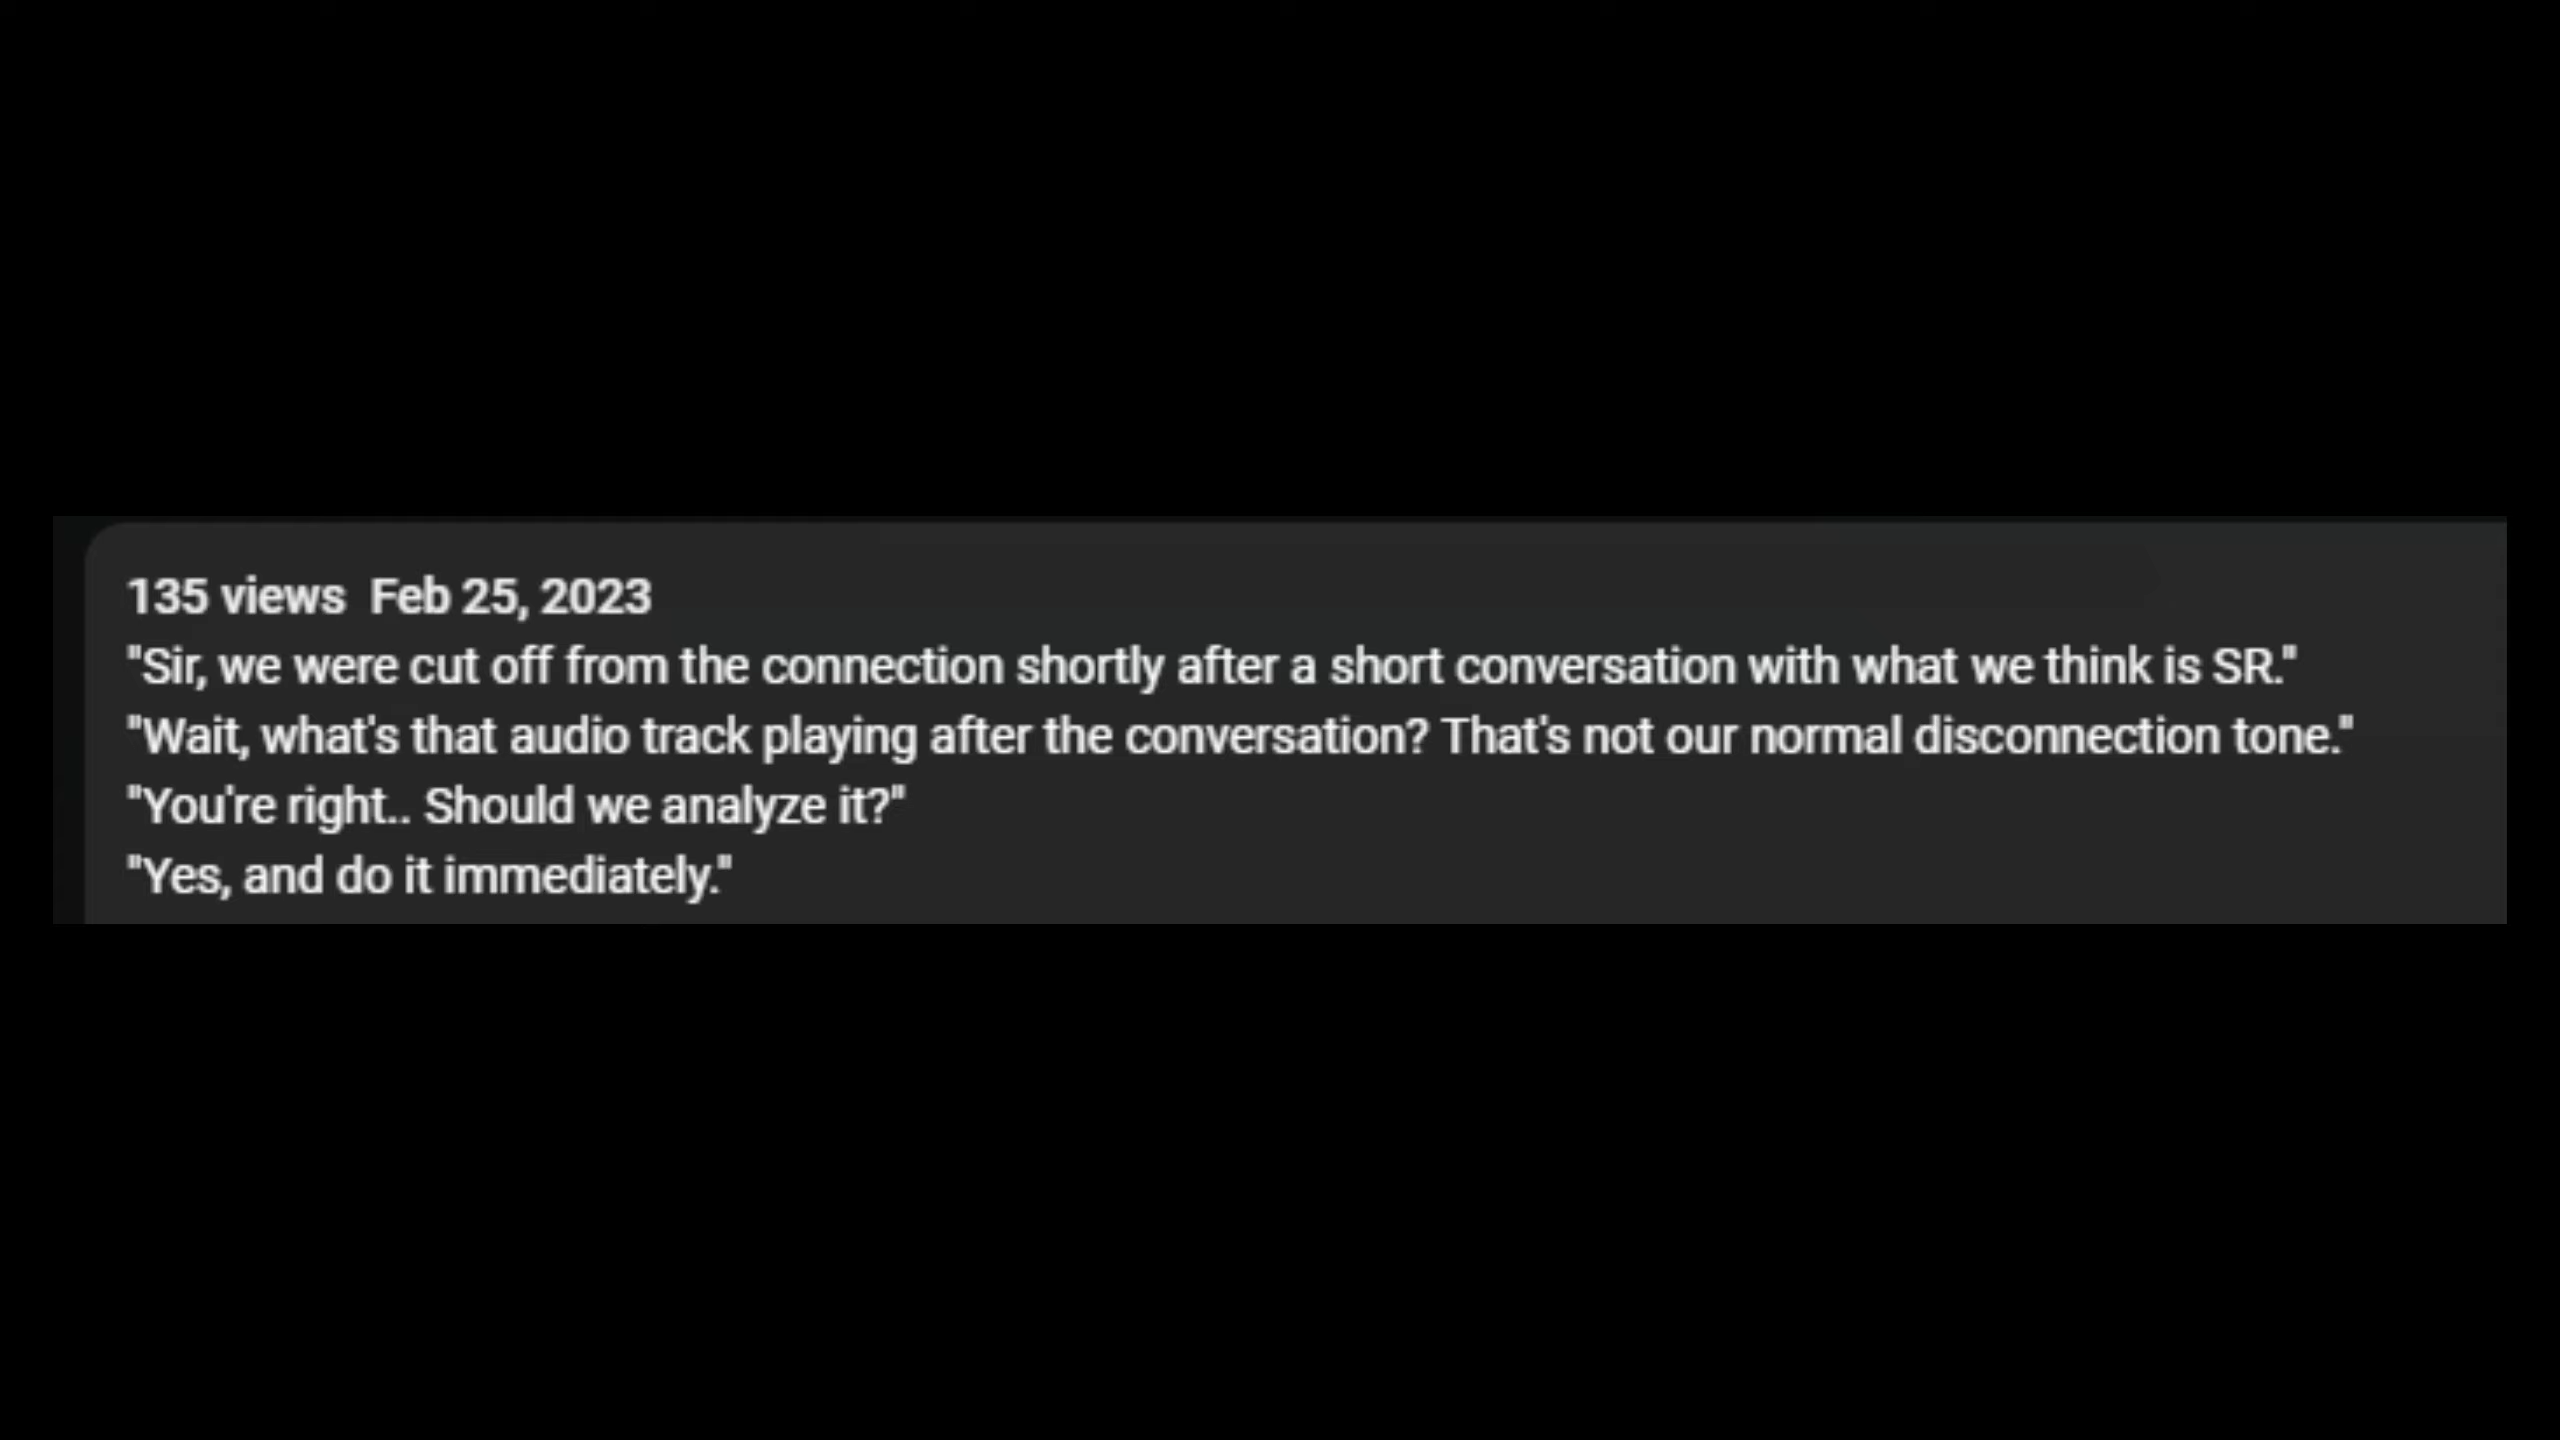 135 views  Feb 25, 2023
"Sir, we were cut off from the connection shortly after a short conversation with what we think is SR."
"Wait, what's that audio track playing after the conversation? That's not our normal disconnection tone."
"You're right.. Should we analyze it?"
"Yes, and do it immediately."